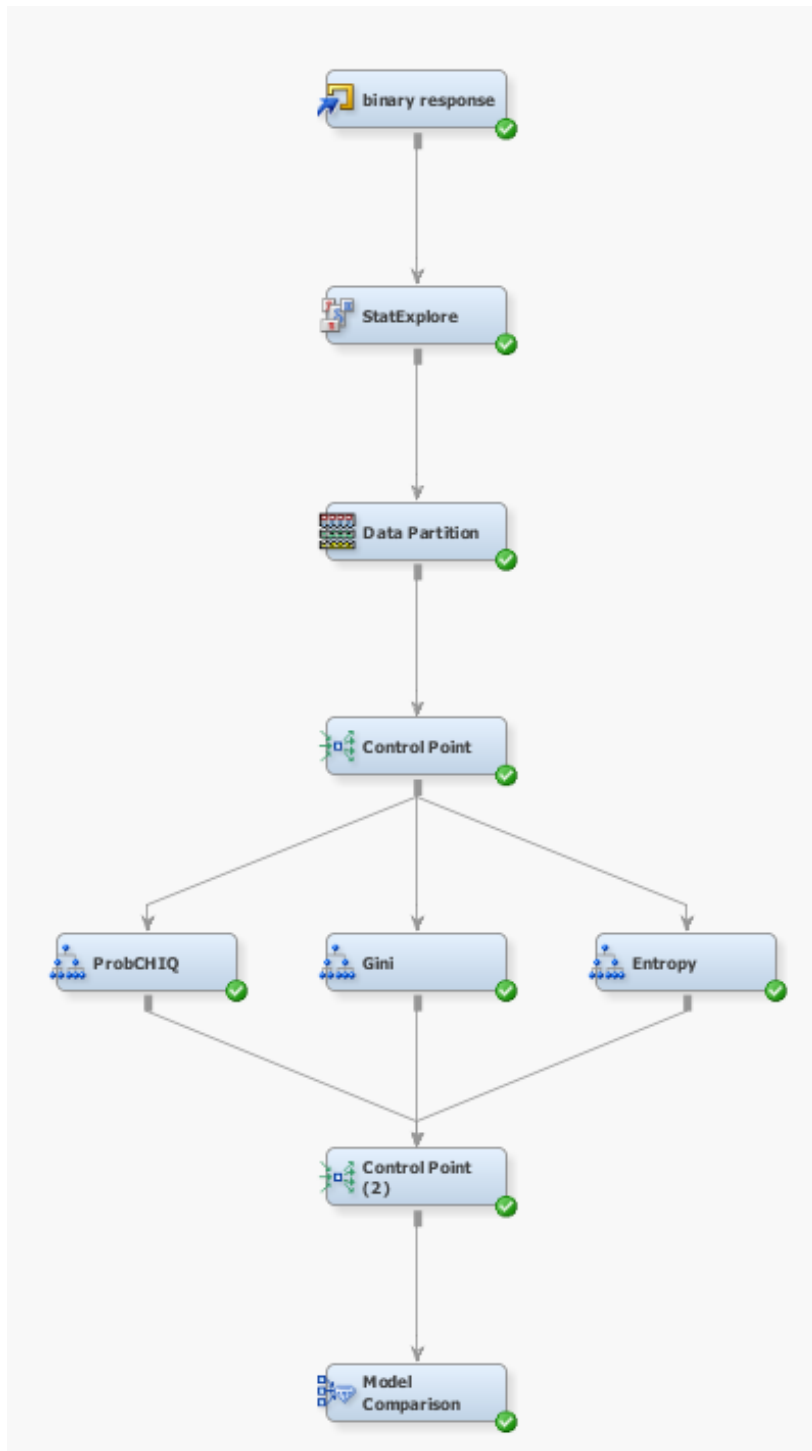 binary response
StatExplore
Data Partition
Control Point
ProbCHIQ
Gini
Entropy
Control Point
(2)
Model
Comparison